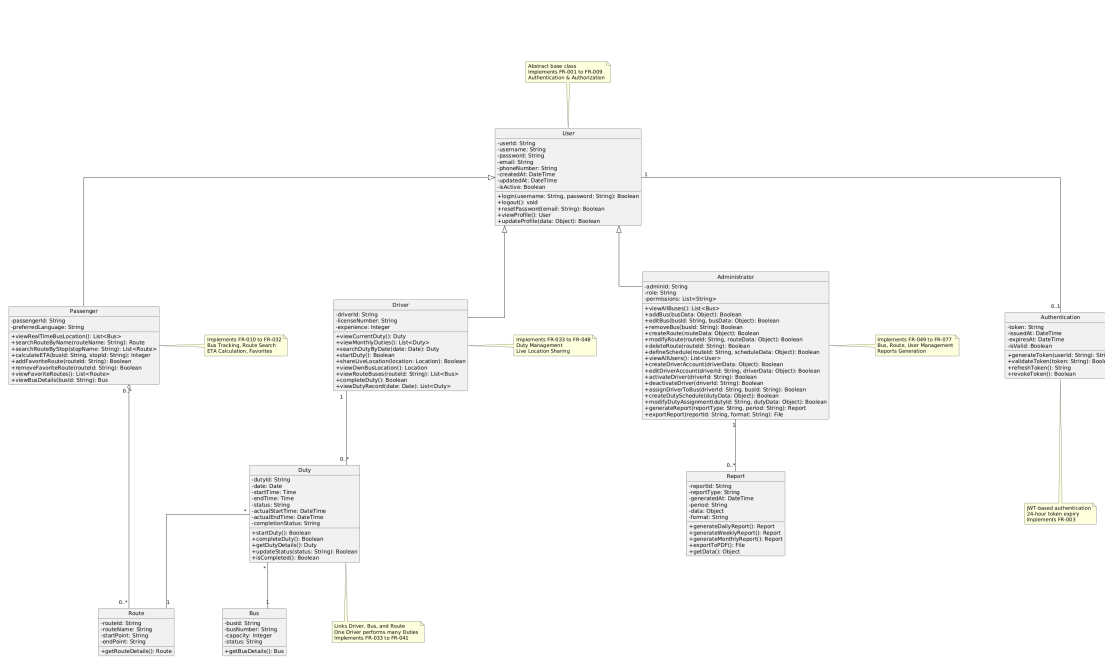 Abstract base class
Implements FR-001 to FR-009
Authentication & Authorization
User
-userId: String
-username: String
-password: String
-email: String
-phoneNumber: String
-createdAt: DateTime
-updatedAt: DateTime
-isActive: Boolean
+login(username: String, password: String): Boolean
+logout(): void
+resetPassword(email: String): Boolean
+viewProfile(): User
+updateProfile(data: Object): Boolean
1
0..1
Passenger
-passengerId: String
-preferredLanguage: String
+viewRealTimeBusLocation(): List<Bus>
+searchRouteByName(routeName: String): Route
+searchRouteByStop(stopName: String): List<Route>
+calculateETA(busId: String, stopId: String): Integer
+addFavoriteRoute(routeId: String): Boolean
+removeFavoriteRoute(routeId: String): Boolean
+viewFavoriteRoutes(): List<Route>
+viewBusDetails(busId: String): Bus
Implements FR-010 to FR-032
Bus Tracking, Route Search
ETA Calculation, Favorites
Driver
-driverId: String
-licenseNumber: String
-experience: Integer
+viewCurrentDuty(): Duty
+viewMonthlyDuties(): List<Duty>
+searchDutyByDate(date: Date): Duty
+startDuty(): Boolean
+shareLiveLocation(location: Location): Boolean
+viewOwnBusLocation(): Location
+viewRouteBuses(routeId: String): List<Bus>
+completeDuty(): Boolean
+viewDutyRecord(date: Date): List<Duty>
Implements FR-033 to FR-048
Duty Management
Live Location Sharing
Administrator
-adminId: String
-role: String
-permissions: List<String>
+viewAllBuses(): List<Bus>
+addBus(busData: Object): Boolean
+editBus(busId: String, busData: Object): Boolean
+removeBus(busId: String): Boolean
+createRoute(routeData: Object): Boolean
+modifyRoute(routeId: String, routeData: Object): Boolean
+deleteRoute(routeId: String): Boolean
+defineSchedule(routeId: String, scheduleData: Object): Boolean
+viewAllUsers(): List<User>
+createDriverAccount(driverData: Object): Boolean
+editDriverAccount(driverId: String, driverData: Object): Boolean
+activateDriver(driverId: String): Boolean
+deactivateDriver(driverId: String): Boolean
+assignDriverToBus(driverId: String, busId: String): Boolean
+createDutySchedule(dutyData: Object): Boolean
+modifyDutyAssignment(dutyId: String, dutyData: Object): Boolean
+generateReport(reportType: String, period: String): Report
+exportReport(reportId: String, format: String): File
Implements FR-049 to FR-077
Bus, Route, User Management
Reports Generation
Authentication
-token: String
-issuedAt: DateTime
-expiresAt: DateTime
-isValid: Boolean
+generateToken(userId: String): Stri
+validateToken(token: String): Bool
+refreshToken(): String
+revokeToken(): Boolean
0..*
1
0..*
1
0..*
Duty
-dutyId: String
-date: Date
-startTime: Time
-endTime: Time
-status: String
-actualStartTime: DateTime
-actualEndTime: DateTime
-completionStatus: String
+startDuty(): Boolean
+completeDuty(): Boolean
+getDutyDetails(): Duty
+updateStatus(status: String): Boolean
+isCompleted(): Boolean
Report
-reportId: String
-reportType: String
-generatedAt: DateTime
-period: String
-data: Object
-format: String
+generateDailyReport(): Report
+generateWeeklyReport(): Report
+generateMonthlyReport(): Report
+exportToPDF(): File
+getData(): Object
JWT-based authentication
24-hour token expiry
Implements FR-003
*
*
0..*
1
1
Route
-routeId: String
-routeName: String
-startPoint: String
-endPoint: String
+getRouteDetails(): Route
Bus
-busId: String
-busNumber: String
-capacity: Integer
-status: String
+getBusDetails(): Bus
Links Driver, Bus, and Route
One Driver performs many Duties
Implements FR-033 to FR-041